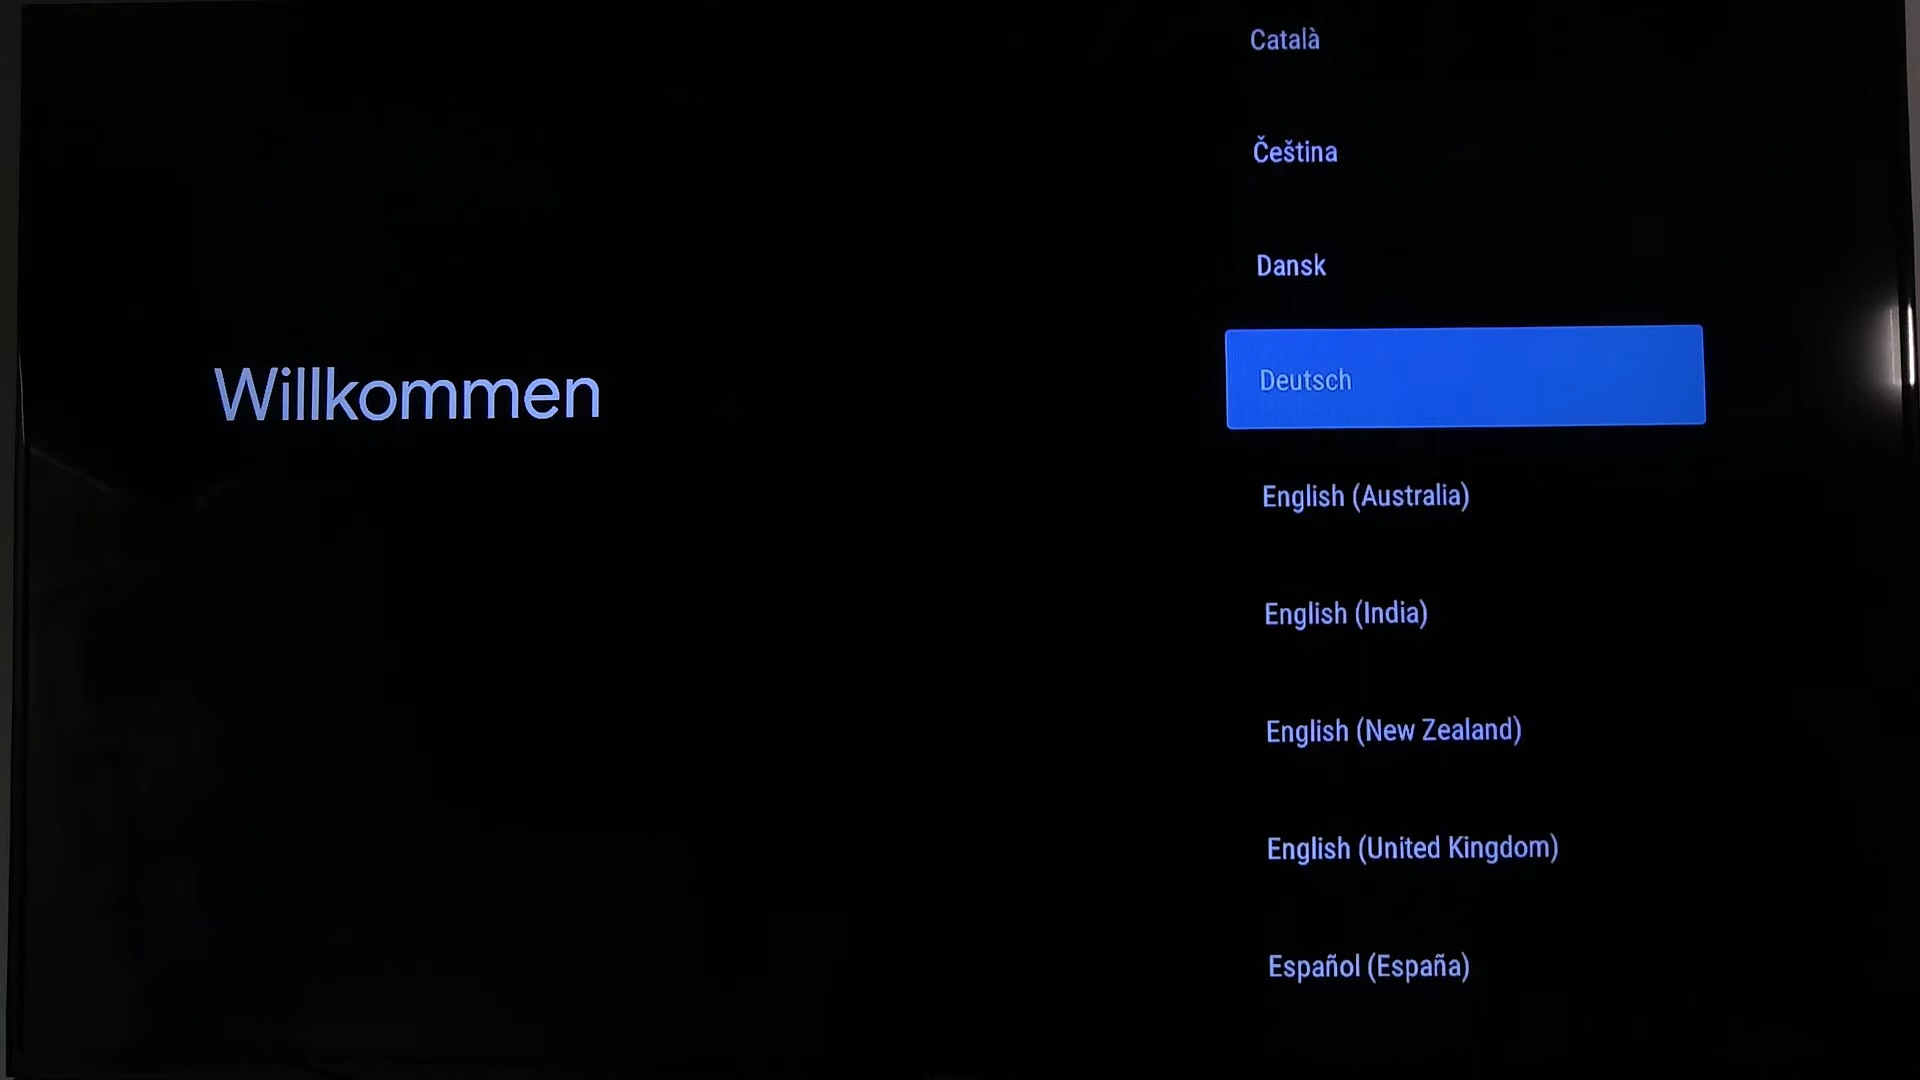 Willkommen
Català
Čeština
Dansk
Deutsch
English (Australia)
English (India)
English (New Zealand)
English (United Kingdom)
Español (España)